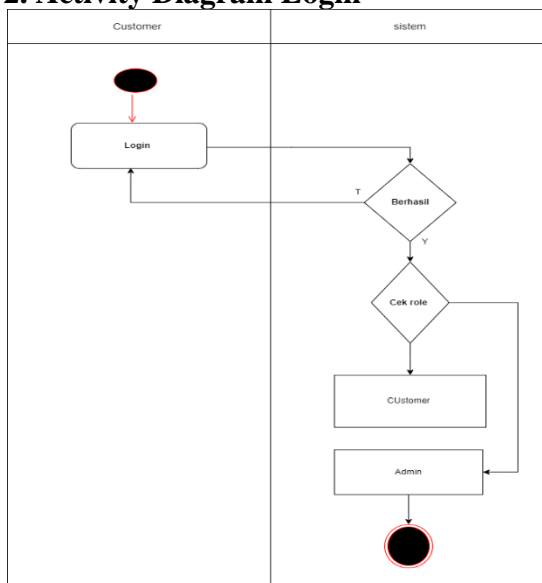 2. Activity Diagram Login
Customer
sistem
Login
Berhasil
T
Y
Cek role
CUstomer
Admin